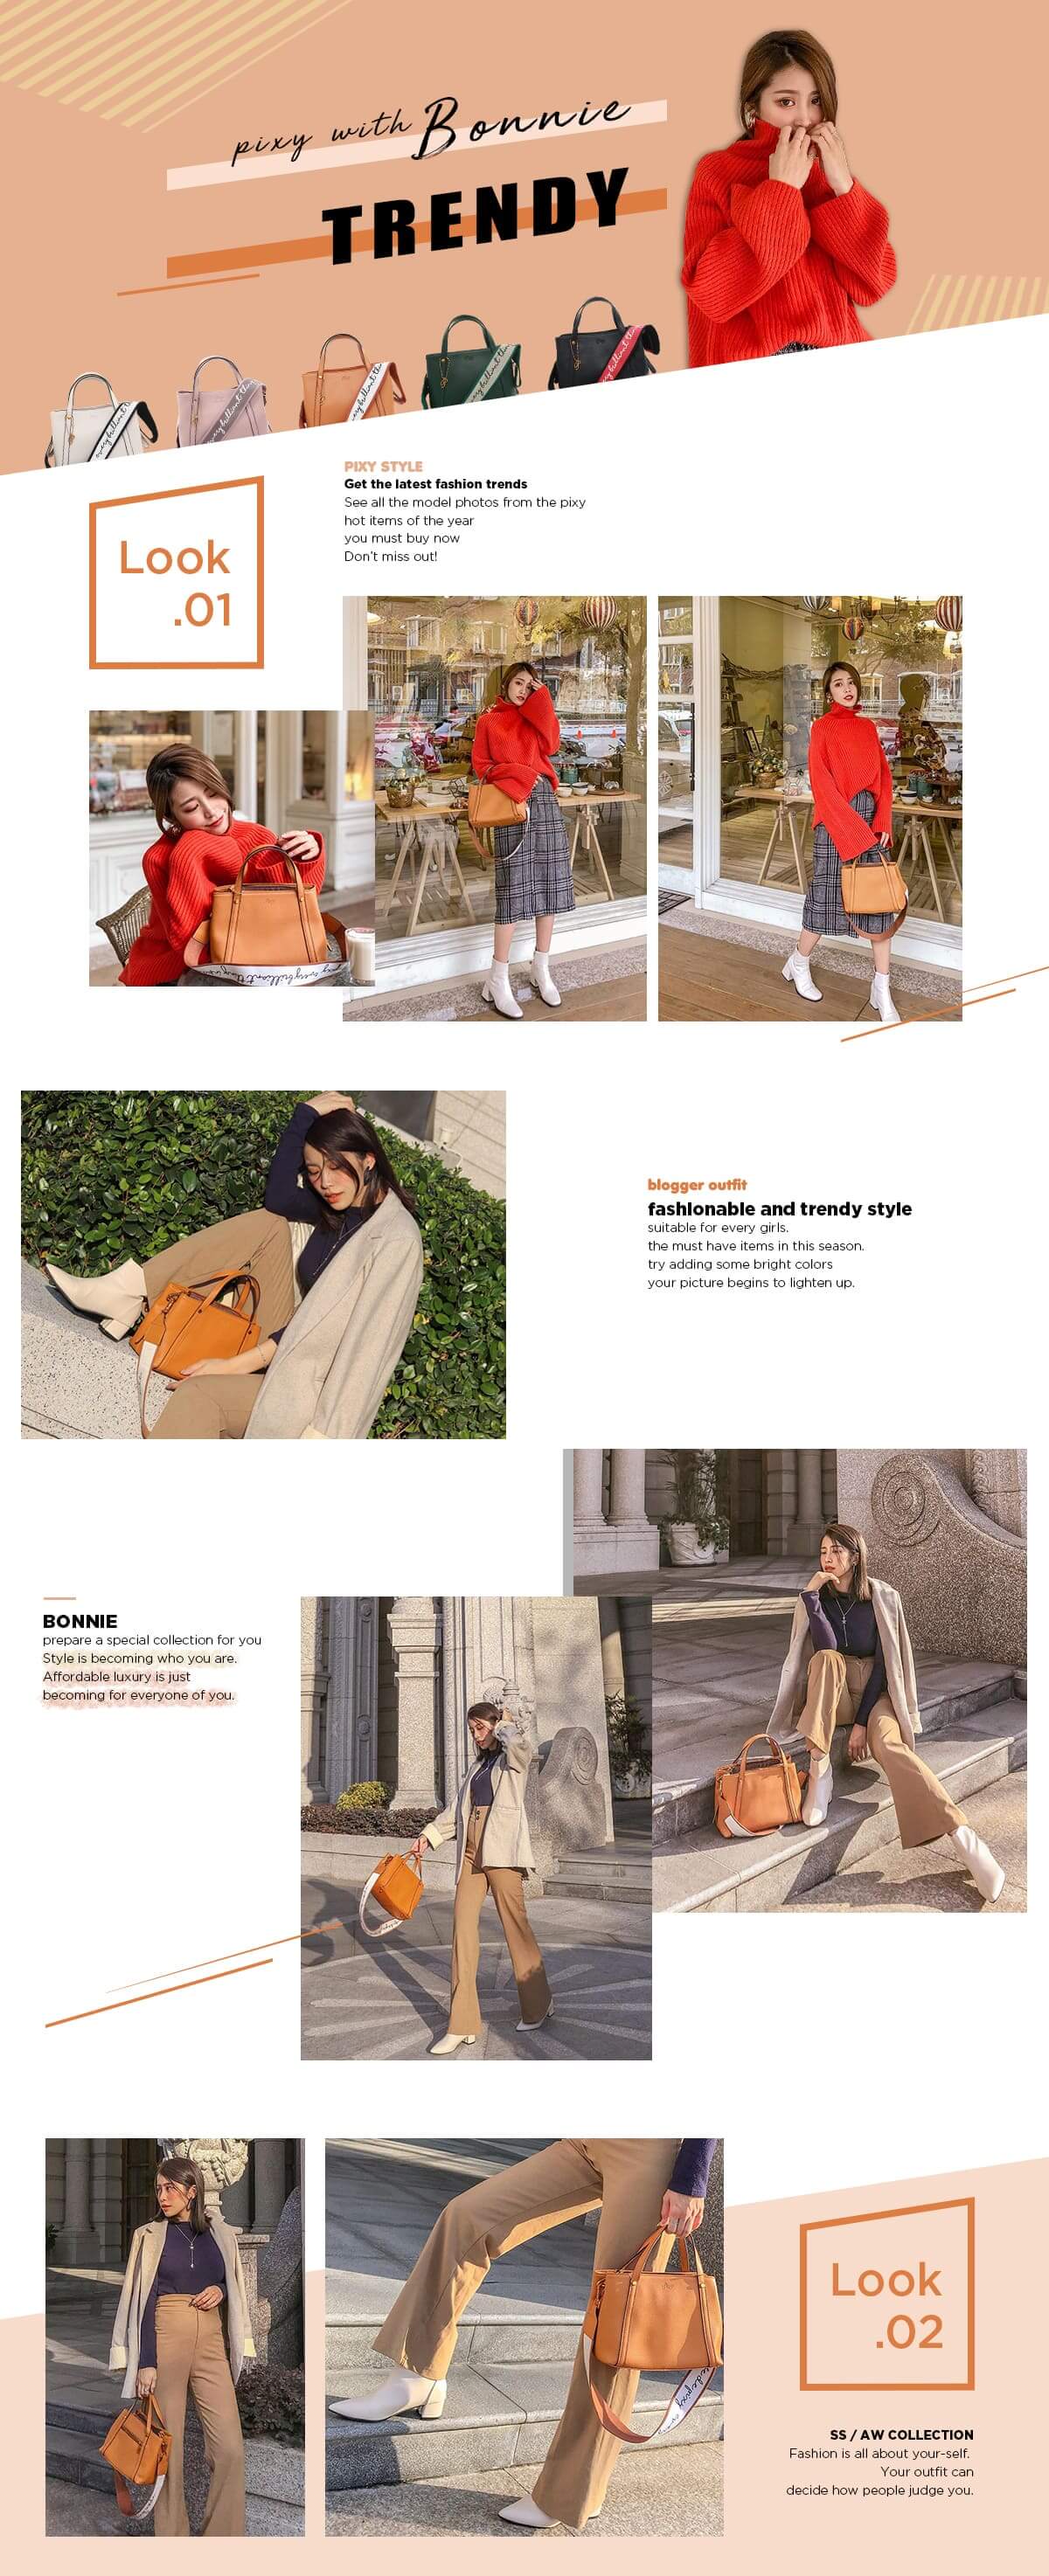 pixy with Bonnie
TRENDY
PIXY STYLE
Get the latest fashion trends
See all the model photos from the pixy
hot items of the year
you must buy now
Don't miss out!
Look
.01
blogger outfit
fashionable and trendy style
suitable for every girls.
the must have items in this season.
try adding some bright colors
your picture begins to lighten up.
BONNIE
prepare a special collection for you
Style is becoming who you are.
Affordable luxury is just
becoming for everyone of you.
Look
.02
SS / AW COLLECTION
Fashion is all about your-self.
Your outfit can
decide how people judge you.